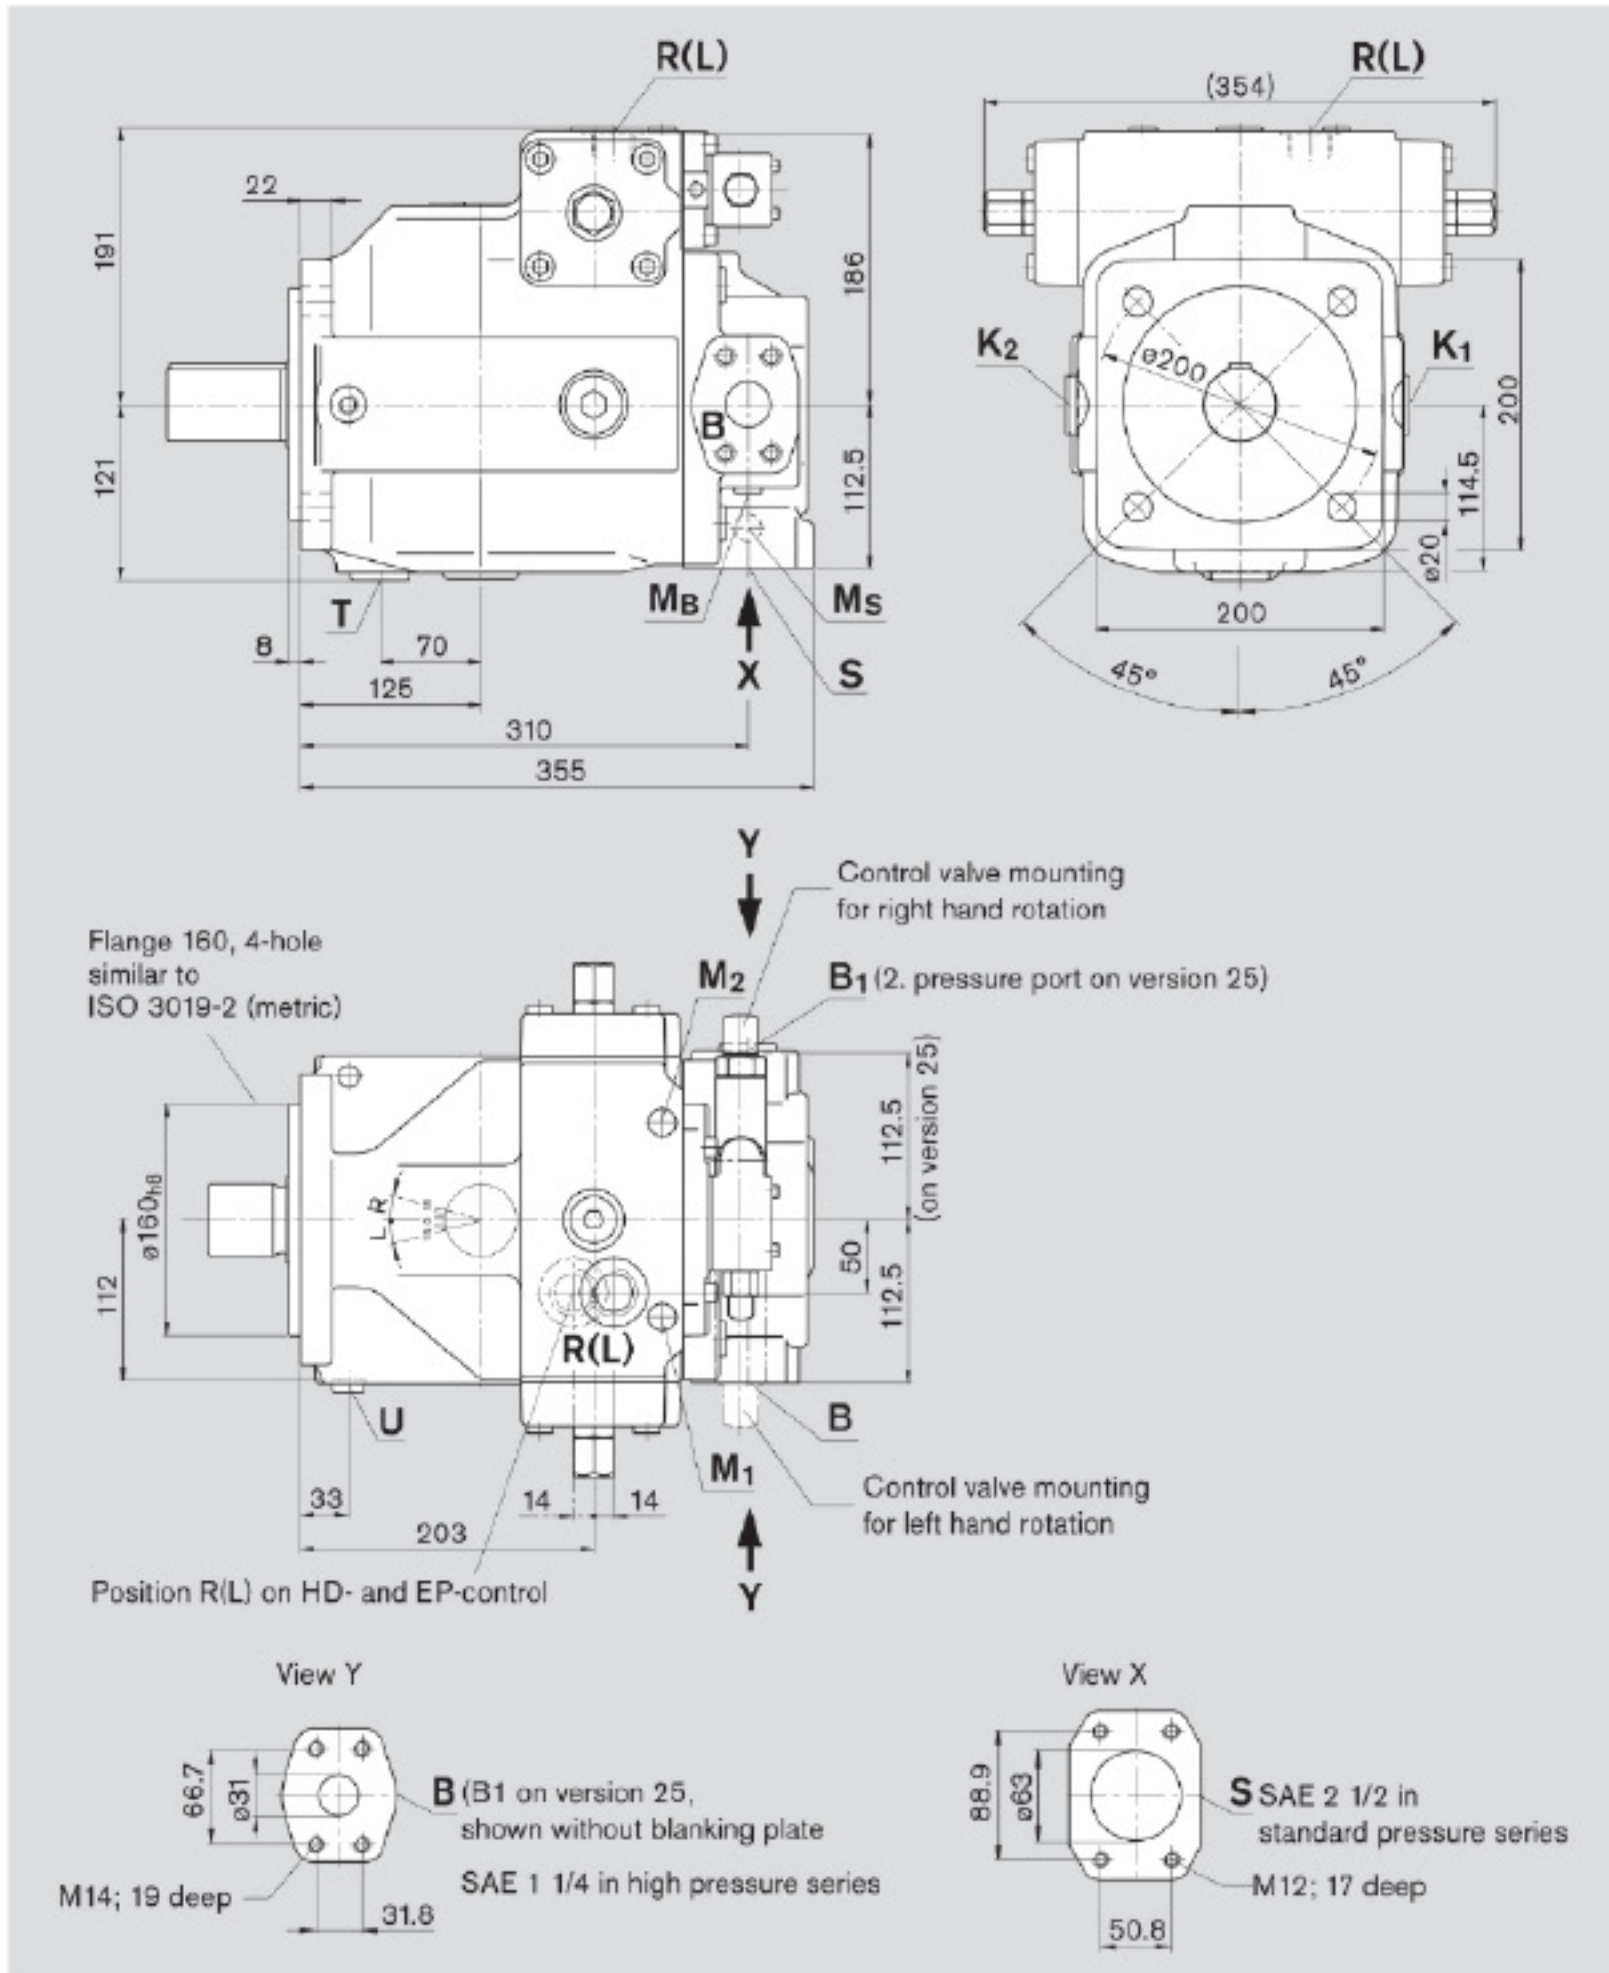 R(L)
R(L)
(354)
22
191
186
K2
K1
ø200
200
B
121
112.5
114.5
ø20
T
MB
MS
200
8
70
X
S
45°
45°
125
310
355
Y
Control valve mounting
for right hand rotation
Flange 160, 4-hole
similar to
ISO 3019-2 (metric)
M2
B1 (2. pressure port on version 25)
112.5
(on version 25)
ø160h8
R
L
112
50
112.5
R(L)
U
B
M1
Control valve mounting
for left hand rotation
33
14
14
203
Position R(L) on HD- and EP-control
Y
View Y
View X
66.7
ø31
B (B1 on version 25,
shown without blanking plate
SAE 1 1/4 in high pressure series
M14; 19 deep
31.8
88.9
ø63
S SAE 2 1/2 in
standard pressure series
M12; 17 deep
50.8